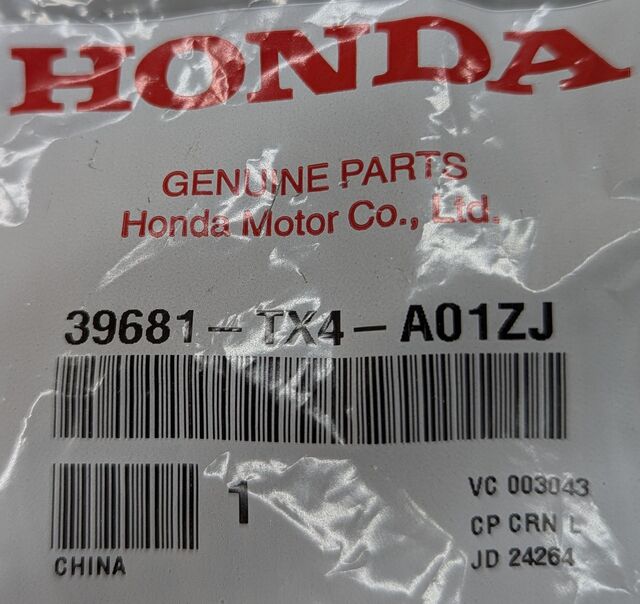 HONDA
GENUINE PARTS
Honda Motor Co., Ltd.
39681-TX4-A01ZJ
1
VC 003043
CP CRN L
JD 24264
CHINA